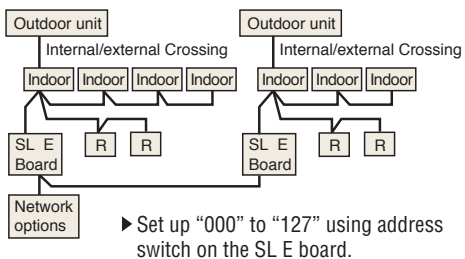 Outdoor unit
Outdoor unit
Internal/external Crossing
Internal/external Crossing
Indoor Indoor Indoor Indoor
Indoor Indoor Indoor
SL E
Board
R R
SL E
Board
R R
Network
options
▶ Set up “000” to “127” using address
switch on the SL E board.